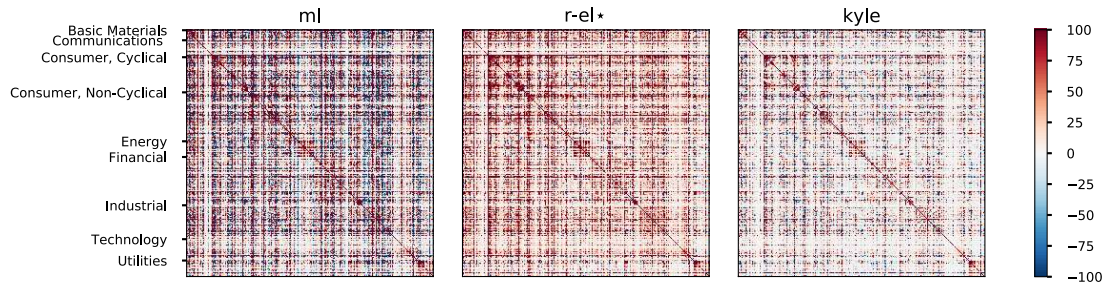 ml
r-el⋆
kyle
Basic Materials
Communications
Consumer, Cyclical
Consumer, Non-Cyclical
Energy
Financial
Industrial
Technology
Utilities
100
75
50
25
0
−25
−50
−75
−100